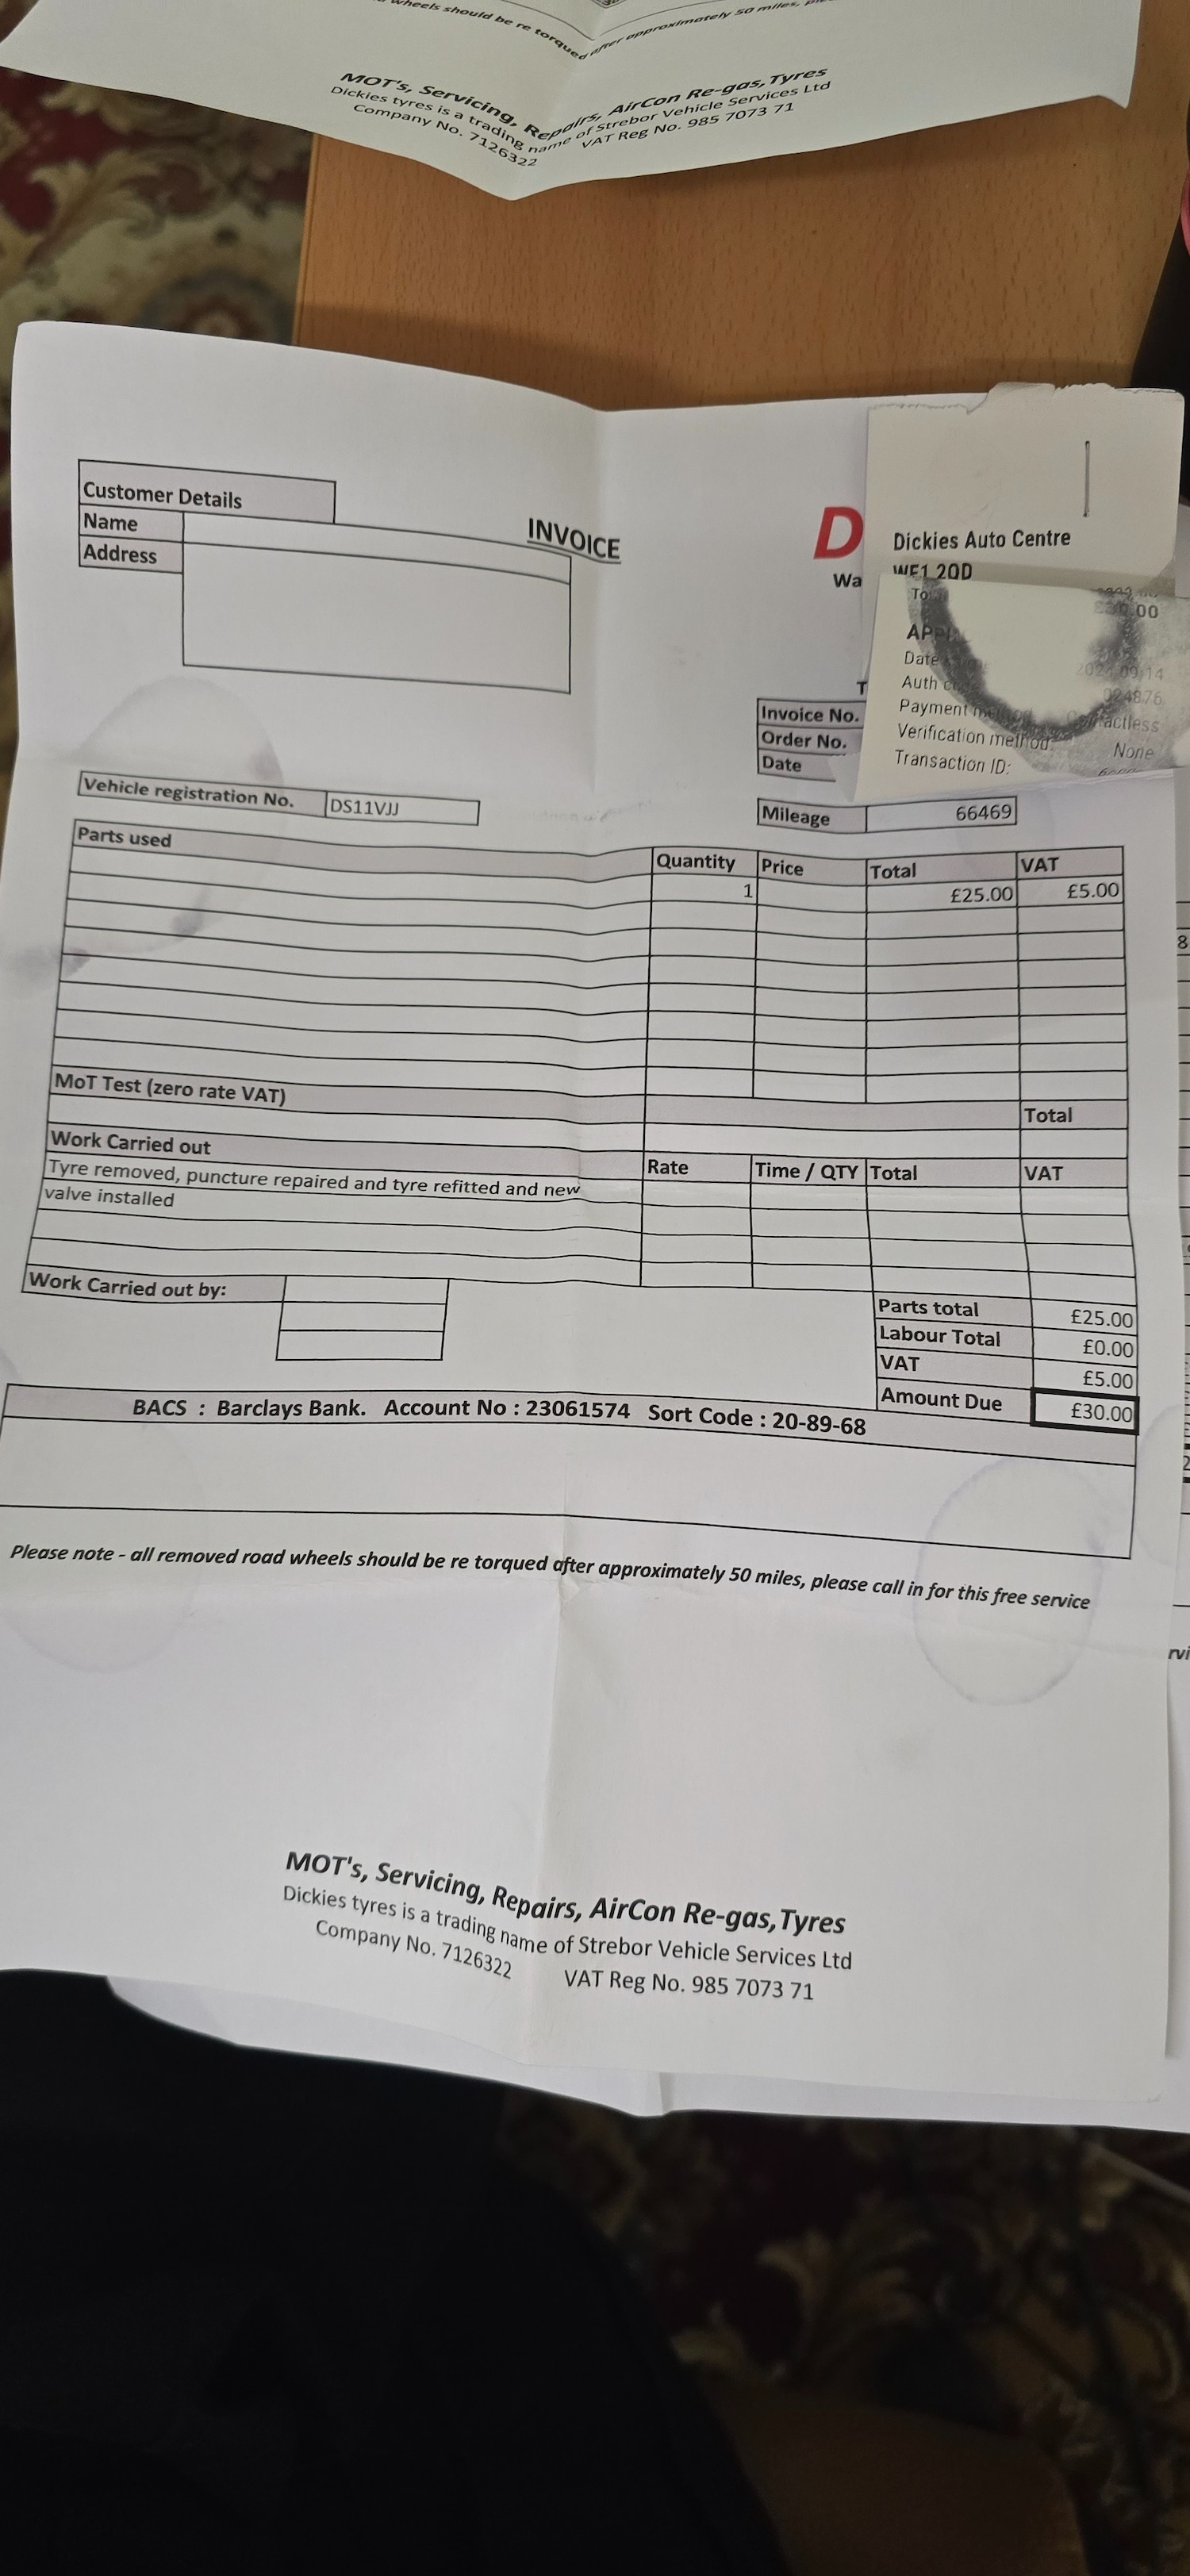 wheels should be re torqued after approximately 50 miles,
MOT's, Servicing, Repairs, AirCon Re-gas,Tyres
Dickies tyres is a trading name of Strebor Vehicle Services Ltd
Company No. 7126322 VAT Reg No. 985 7073 71
Customer Details
Name
Address
INVOICE
D
Wa
T
Dickies Auto Centre
WF1 2QD
.00
Date 09 14
Auth 024876
Payment
Verification method: None
Transaction ID:
Invoice No.
Order No.
Date
Vehicle registration No. DS11VJJ
Mileage 66469
Parts used Quantity Price Total VAT
1 £25.00 £5.00
MoT Test (zero rate VAT) Total
Work Carried out Rate Time / QTY Total VAT
Tyre removed, puncture repaired and tyre refitted and new
valve installed
Work Carried out by:
Parts total £25.00
Labour Total £0.00
VAT £5.00
Amount Due £30.00
BACS : Barclays Bank. Account No : 23061574 Sort Code : 20-89-68
Please note - all removed road wheels should be re torqued after approximately 50 miles, please call in for this free service
MOT's, Servicing, Repairs, AirCon Re-gas,Tyres
Dickies tyres is a trading name of Strebor Vehicle Services Ltd
Company No. 7126322 VAT Reg No. 985 7073 71